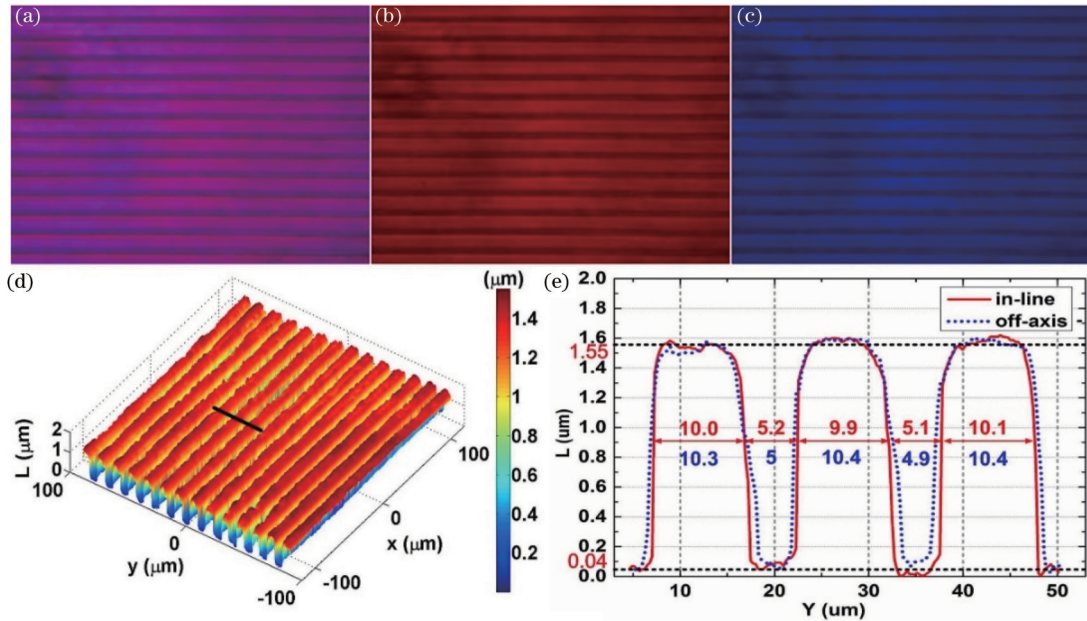 (a)
(b)
(c)
(d)
(μm)
1.4
1.2
1
0.8
0.6
0.4
0.2
L (μm)
2
1
0
100
0
-100
y (μm)
100
0
-100
x (μm)
(e)
2.0
1.8
1.6
1.55
1.4
1.2
1.0
0.8
0.6
0.4
0.2
0.04
0.0
L (um)
in-line
off-axis
10.0 5.2 9.9 5.1 10.1
10.3 5 10.4 4.9 10.4
10 20 30 40 50
Y (um)